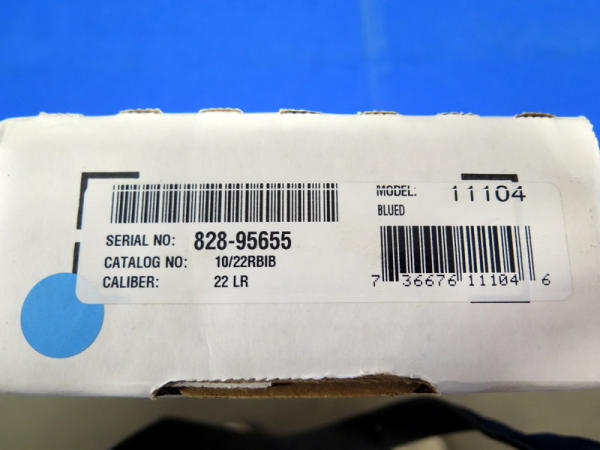 MODEL: 11104
BLUED
SERIAL NO: 828-95655
CATALOG NO: 10/22RBIB
CALIBER: 22 LR
7 36676 11104 6